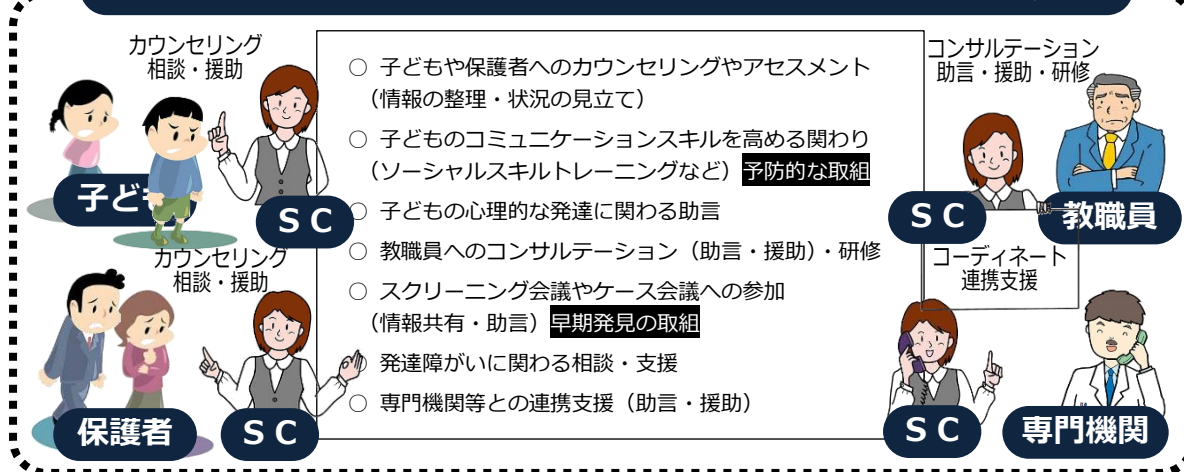 カウンセリング
相談・援助
子ども
SC
カウンセリング
相談・援助
保護者
SC
○ 子どもや保護者へのカウンセリングやアセスメント
（情報の整理・状況の見立て）
○ 子どものコミュニケーションスキルを高める関わり
（ソーシャルスキルトレーニングなど）予防的な取組
○ 子どもの心理的な発達に関わる助言
○ 教職員へのコンサルテーション（助言・援助）・研修
○ スクリーニング会議やケース会議への参加
（情報共有・助言）早期発見の取組
○ 発達障がいに関わる相談・支援
○ 専門機関等との連携支援（助言・援助）
コンサルテーション
助言・援助・研修
SC
教職員
コーディネート
連携支援
SC
専門機関